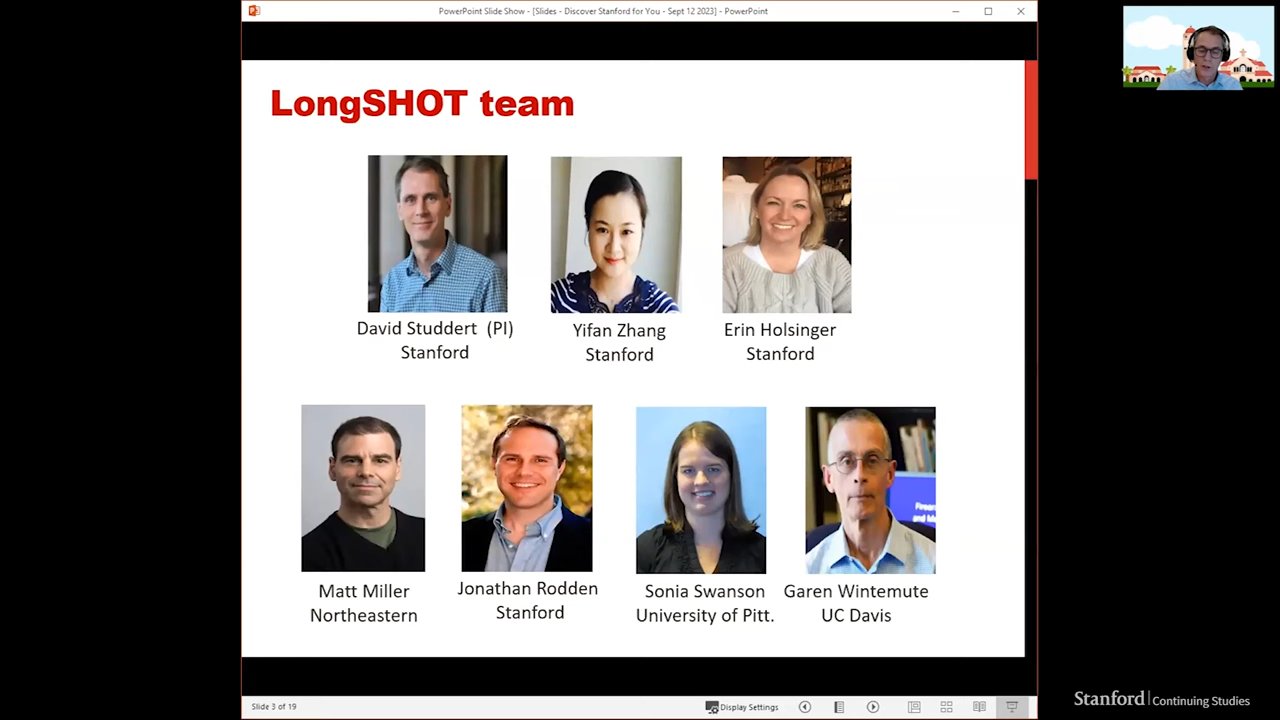 PowerPoint Slide Show - [Slides - Discover Stanford for You - Sept 12 2023] - PowerPoint
LongSHOT team
David Studdert (PI)
Stanford
Yifan Zhang
Stanford
Erin Holsinger
Stanford
Matt Miller
Northeastern
Jonathan Rodden
Stanford
Sonia Swanson
University of Pitt.
Garen Wintemute
UC Davis
Slide 3 of 19
Display Settings
Stanford | Continuing Studies